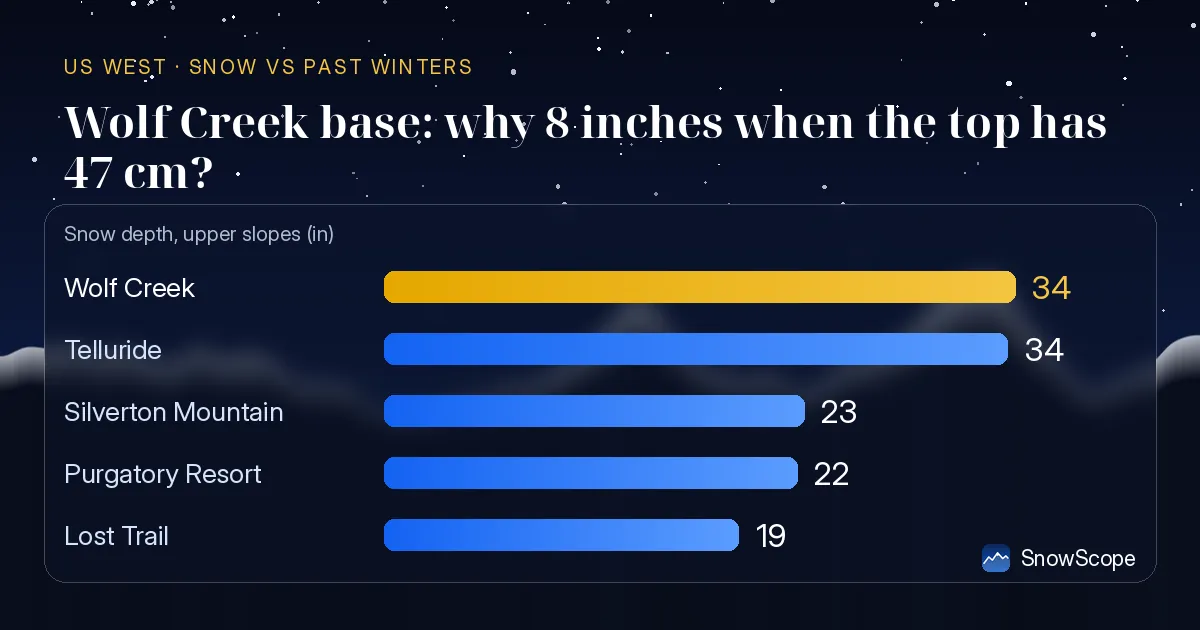 US WEST · SNOW VS PAST WINTERS
Wolf Creek base: why 8 inches when the top has
47 cm?
Snow depth, upper slopes (in)
Wolf Creek 34
Telluride 34
Silverton Mountain 23
Purgatory Resort 22
Lost Trail 19
SnowScope